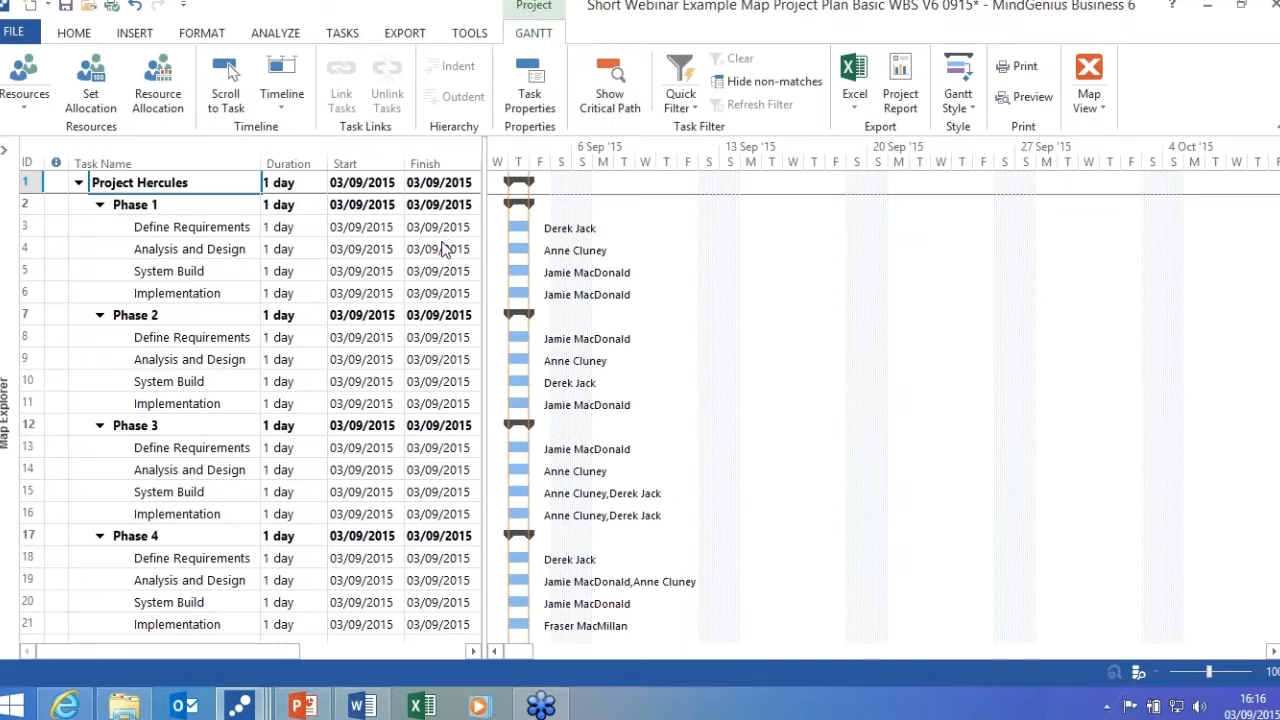 Project Short Webinar Example Map Project Plan Basic WBS V6 0915* - MindGenius Business 6
FILE HOME INSERT FORMAT ANALYZE TASKS EXPORT TOOLS GANTT
Resources Set Allocation Resource Allocation Scroll to Task Timeline Link Tasks Unlink Tasks Indent Outdent Task Properties Show Critical Path Quick Filter Clear Hide non-matches Refresh Filter Excel Project Report Gantt Style Print Preview Map View
Resources Timeline Task Links Hierarchy Properties Task Filter Export Style Print
6 Sep '15 13 Sep '15 20 Sep '15 27 Sep '15 4 Oct '15
ID Task Name Duration Start Finish W T F S S M T W T F S S M T W T F S S M T W T F S S M T W T F S S M T W
1 Project Hercules 1 day 03/09/2015 03/09/2015
2 Phase 1 1 day 03/09/2015 03/09/2015
3 Define Requirements 1 day 03/09/2015 03/09/2015 Derek Jack
4 Analysis and Design 1 day 03/09/2015 03/09/2015 Anne Cluney
5 System Build 1 day 03/09/2015 03/09/2015 Jamie MacDonald
6 Implementation 1 day 03/09/2015 03/09/2015 Jamie MacDonald
7 Phase 2 1 day 03/09/2015 03/09/2015
8 Define Requirements 1 day 03/09/2015 03/09/2015 Jamie MacDonald
9 Analysis and Design 1 day 03/09/2015 03/09/2015 Anne Cluney
10 System Build 1 day 03/09/2015 03/09/2015 Derek Jack
11 Implementation 1 day 03/09/2015 03/09/2015 Jamie MacDonald
12 Phase 3 1 day 03/09/2015 03/09/2015
13 Define Requirements 1 day 03/09/2015 03/09/2015 Jamie MacDonald
14 Analysis and Design 1 day 03/09/2015 03/09/2015 Anne Cluney
15 System Build 1 day 03/09/2015 03/09/2015 Anne Cluney,Derek Jack
16 Implementation 1 day 03/09/2015 03/09/2015 Anne Cluney,Derek Jack
17 Phase 4 1 day 03/09/2015 03/09/2015
18 Define Requirements 1 day 03/09/2015 03/09/2015 Derek Jack
19 Analysis and Design 1 day 03/09/2015 03/09/2015 Jamie MacDonald,Anne Cluney
20 System Build 1 day 03/09/2015 03/09/2015 Jamie MacDonald
21 Implementation 1 day 03/09/2015 03/09/2015 Fraser MacMillan
Map Explorer
100
16:16
03/09/2015